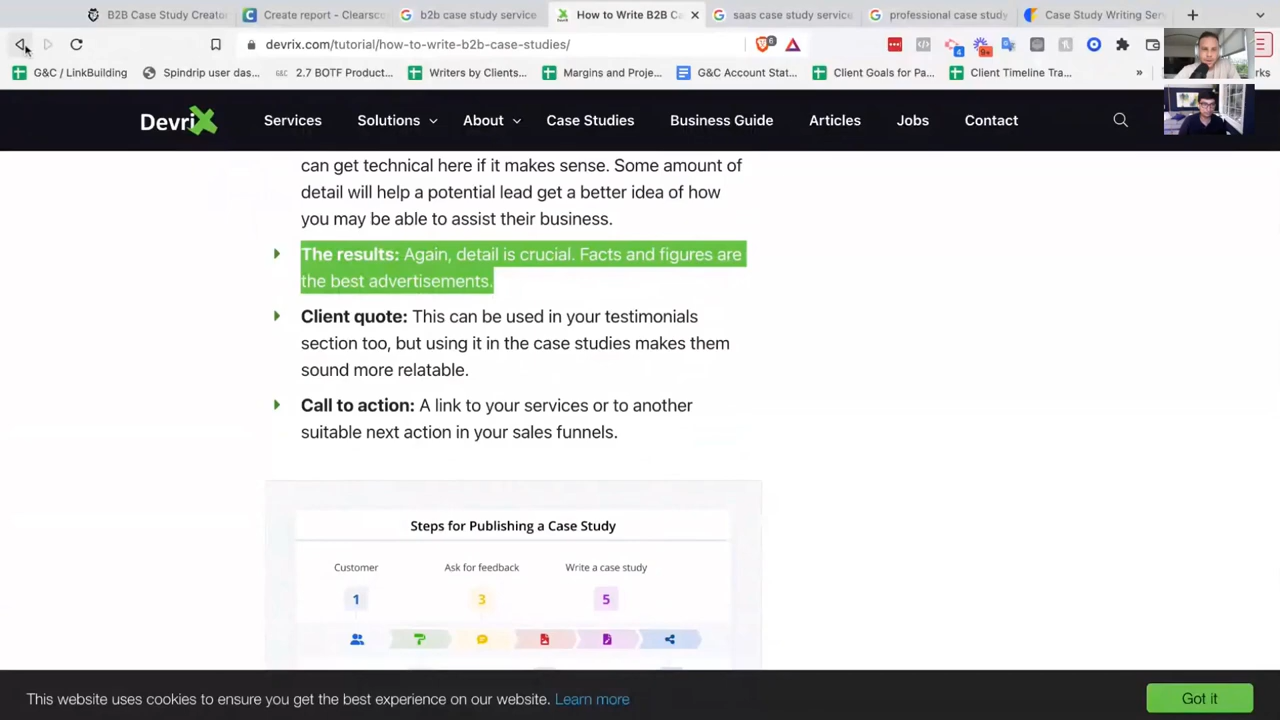 B2B Case Study Creator
Create report - Clearsco
b2b case study service
How to Write B2B Ca
saas case study service
professional case study
Case Study Writing Serv
devrix.com/tutorial/how-to-write-b2b-case-studies/
6
4
9+
G&C / LinkBuilding
Spindrip user das...
2.7 BOTF Product...
Writers by Clients...
Margins and Proje...
G&C Account Stat...
Client Goals for Pa...
Client Timeline Tra...
»
DevriX
Services
Solutions
About
Case Studies
Business Guide
Articles
Jobs
Contact
can get technical here if it makes sense. Some amount of
detail will help a potential lead get a better idea of how
you may be able to assist their business.
The results: Again, detail is crucial. Facts and figures are
the best advertisements.
Client quote: This can be used in your testimonials
section too, but using it in the case studies makes them
sound more relatable.
Call to action: A link to your services or to another
suitable next action in your sales funnels.
Steps for Publishing a Case Study
Customer
Ask for feedback
Write a case study
1
3
5
This website uses cookies to ensure you get the best experience on our website. Learn more
Got it